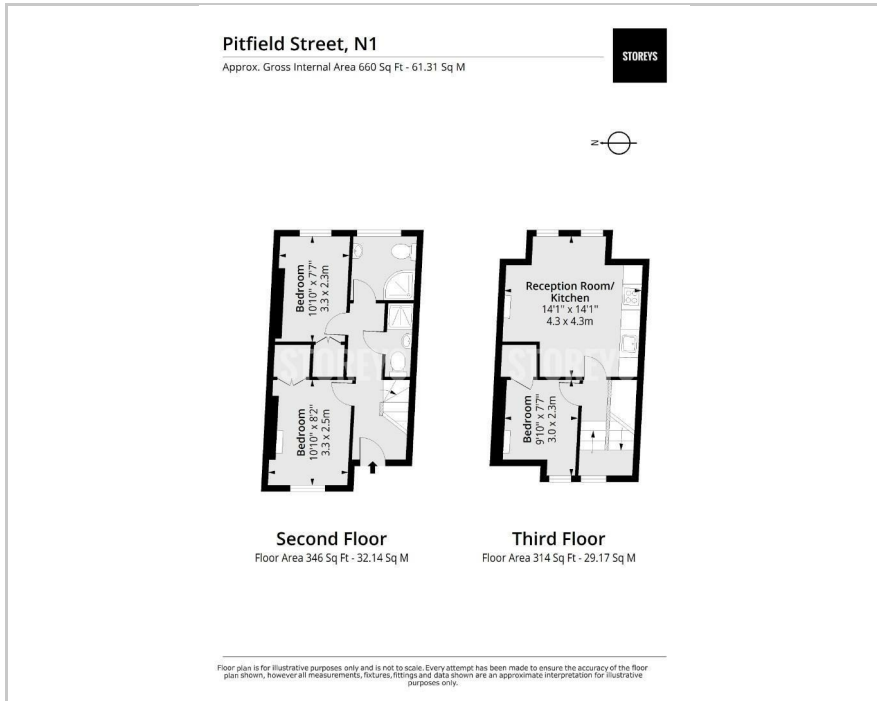 Pitfield Street, N1
Approx. Gross Internal Area 660 Sq Ft - 61.31 Sq M
STOREYS
N
Bedroom
10'10" x 7'7"
3.3 x 2.3m
Bedroom
10'10" x 8'2"
3.3 x 2.5m
STOREYS
Reception Room/
Kitchen
14'1" x 14'1"
4.3 x 4.3m
Bedroom
9'10" x 7'7"
3.0 x 2.3m
STOREYS
Second Floor
Floor Area 346 Sq Ft - 32.14 Sq M
Third Floor
Floor Area 314 Sq Ft - 29.17 Sq M
Floor plan is for illustrative purposes only and is not to scale. Every attempt has been made to ensure the accuracy of the floor
plan shown, however all measurements, fixtures, fittings and data shown are an approximate interpretation for illustrative
purposes only.